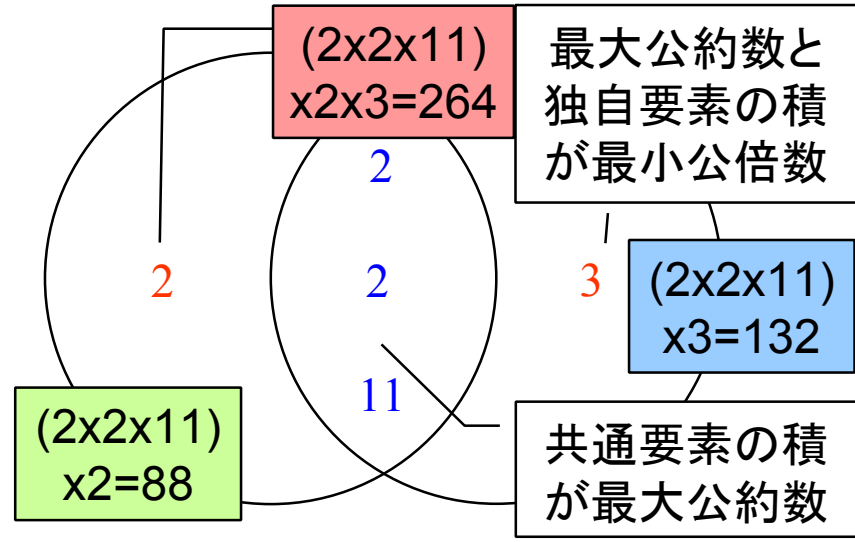 (2x2x11)
x2x3=264
最大公約数と
独自要素の積
が最小公倍数
2
2
2
3
(2x2x11)
x3=132
11
(2x2x11)
x2=88
共通要素の積
が最大公約数